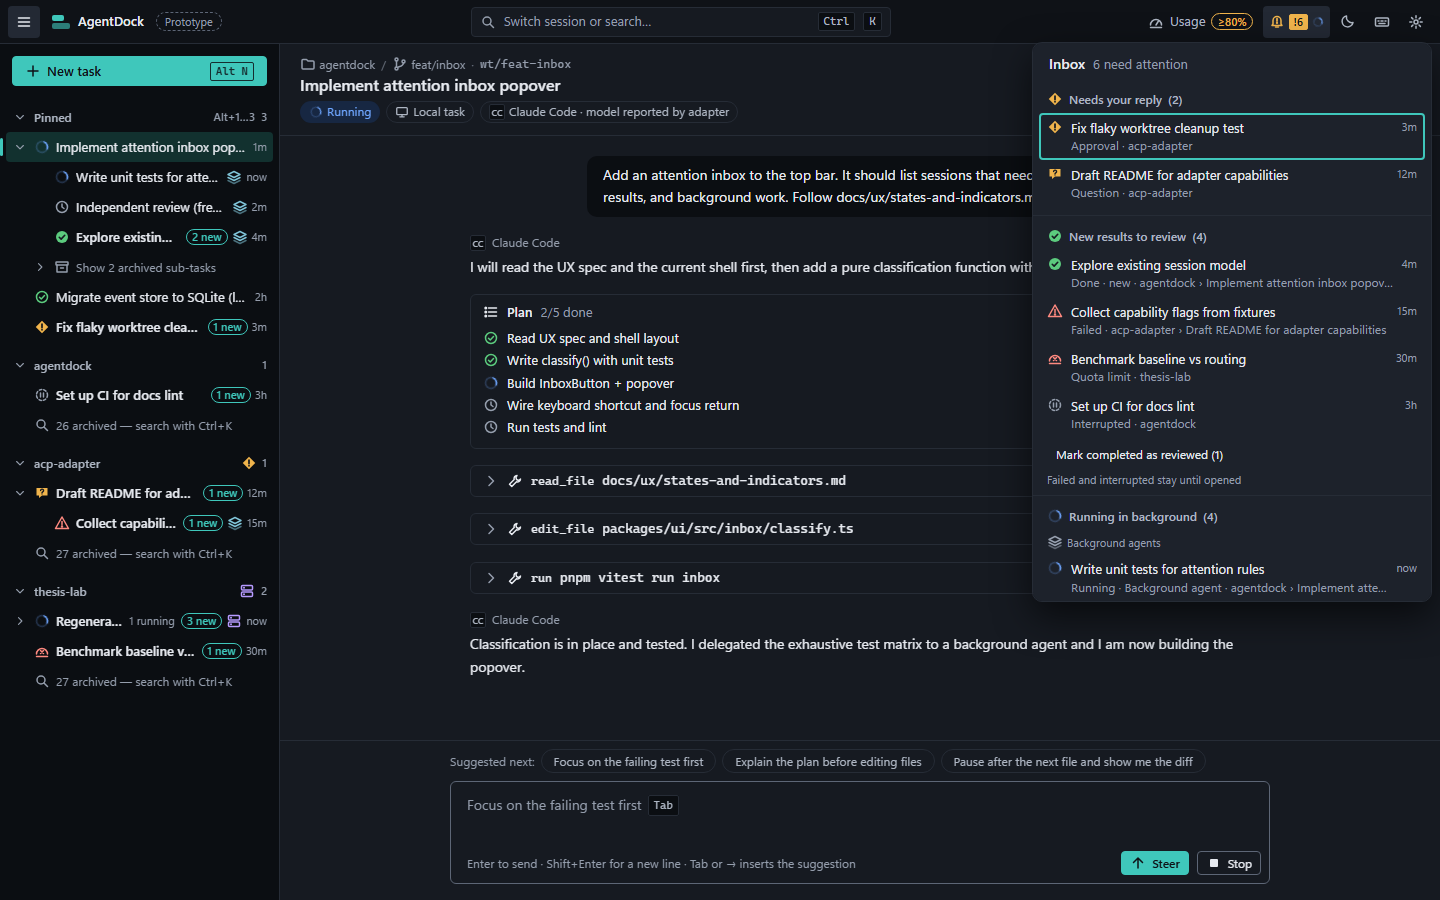 AgentDock
Prototype
Switch session or search...
Ctrl K
Usage ≥80%
!6
New task
Alt N
Pinned Alt+1...3 3
Implement attention inbox pop... 1m
Write unit tests for atte... now
Independent review (fre... 2m
Explore existin... 2 new 4m
Show 2 archived sub-tasks
Migrate event store to SQLite (l... 2h
Fix flaky worktree clea... 1 new 3m
agentdock 1
Set up CI for docs lint 1 new 3h
26 archived — search with Ctrl+K
acp-adapter 1
Draft README for ad... 1 new 12m
Collect capabili... 1 new 15m
27 archived — search with Ctrl+K
thesis-lab 2
Regenera... 1 running 3 new now
Benchmark baseline v... 1 new 30m
27 archived — search with Ctrl+K
agentdock / feat/inbox · wt/feat-inbox
Implement attention inbox popover
Running
Local task
cc Claude Code · model reported by adapter
Add an attention inbox to the top bar. It should list sessions that need
results, and background work. Follow docs/ux/states-and-indicators.m
cc Claude Code
I will read the UX spec and the current shell first, then add a pure classification function with
Plan 2/5 done
Read UX spec and shell layout
Write classify() with unit tests
Build InboxButton + popover
Wire keyboard shortcut and focus return
Run tests and lint
read_file docs/ux/states-and-indicators.md
edit_file packages/ui/src/inbox/classify.ts
run pnpm vitest run inbox
cc Claude Code
Classification is in place and tested. I delegated the exhaustive test matrix to a background agent and I am now building the
popover.
Suggested next:
Focus on the failing test first
Explain the plan before editing files
Pause after the next file and show me the diff
Focus on the failing test first Tab
Enter to send · Shift+Enter for a new line · Tab or → inserts the suggestion
Steer
Stop
Inbox 6 need attention
Needs your reply (2)
Fix flaky worktree cleanup test 3m
Approval · acp-adapter
Draft README for adapter capabilities 12m
Question · acp-adapter
New results to review (4)
Explore existing session model 4m
Done · new · agentdock › Implement attention inbox popov...
Collect capability flags from fixtures 15m
Failed · acp-adapter › Draft README for adapter capabilities
Benchmark baseline vs routing 30m
Quota limit · thesis-lab
Set up CI for docs lint 3h
Interrupted · agentdock
Mark completed as reviewed (1)
Failed and interrupted stay until opened
Running in background (4)
Background agents
Write unit tests for attention rules now
Running · Background agent · agentdock › Implement atte...